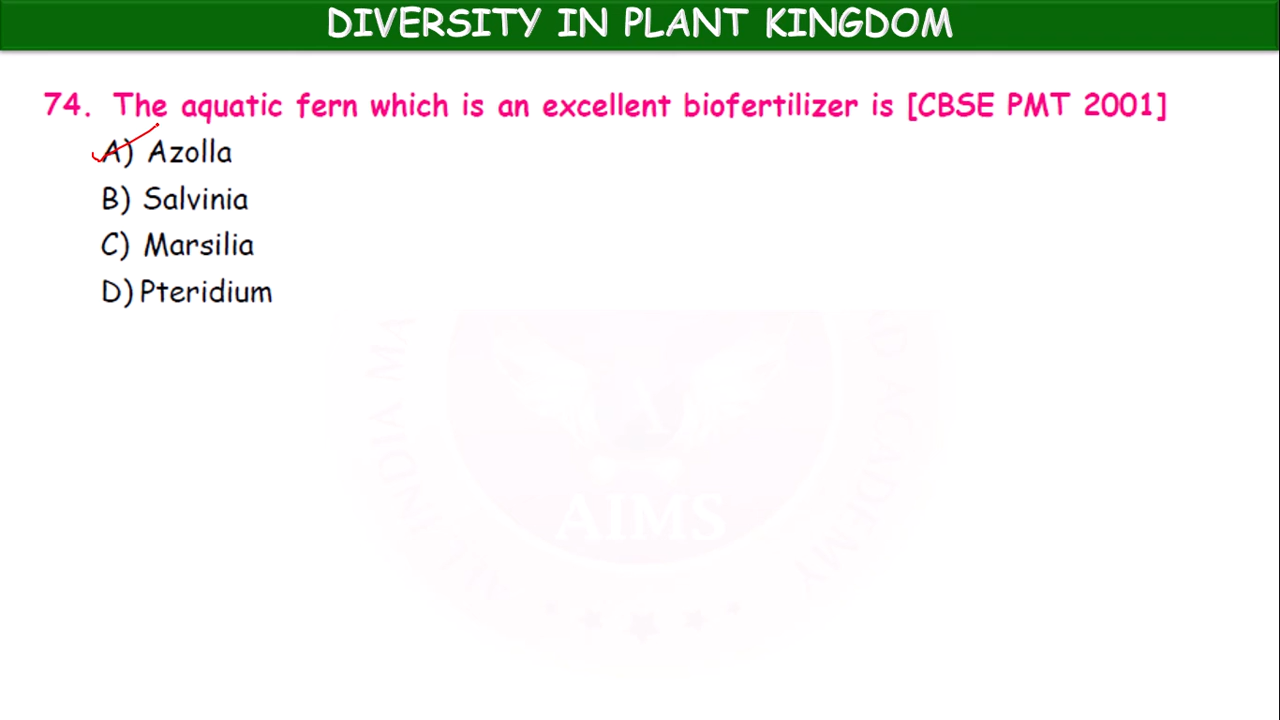 DIVERSITY IN PLANT KINGDOM
74. The aquatic fern which is an excellent biofertilizer is [CBSE PMT 2001]
A) Azolla
B) Salvinia
C) Marsilia
D) Pteridium
AIMS